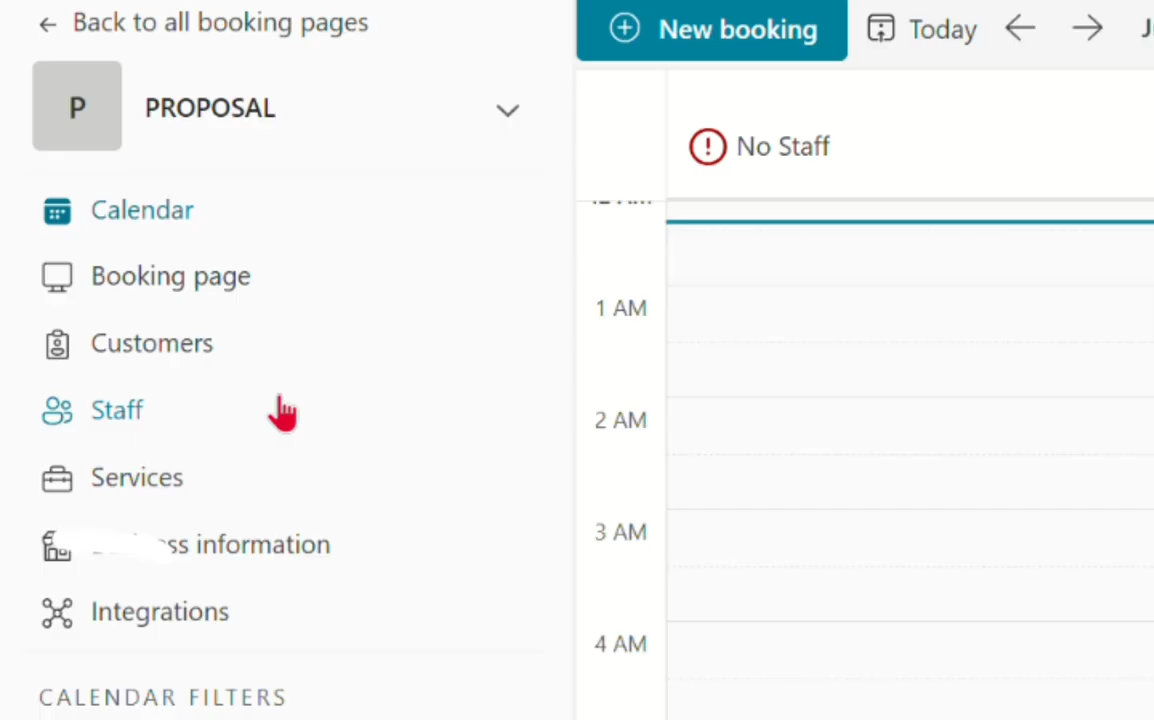 Back to all booking pages
P
PROPOSAL
Calendar
Booking page
Customers
Staff
Services
information
Integrations
CALENDAR FILTERS
New booking
Today
No Staff
1 AM
2 AM
3 AM
4 AM